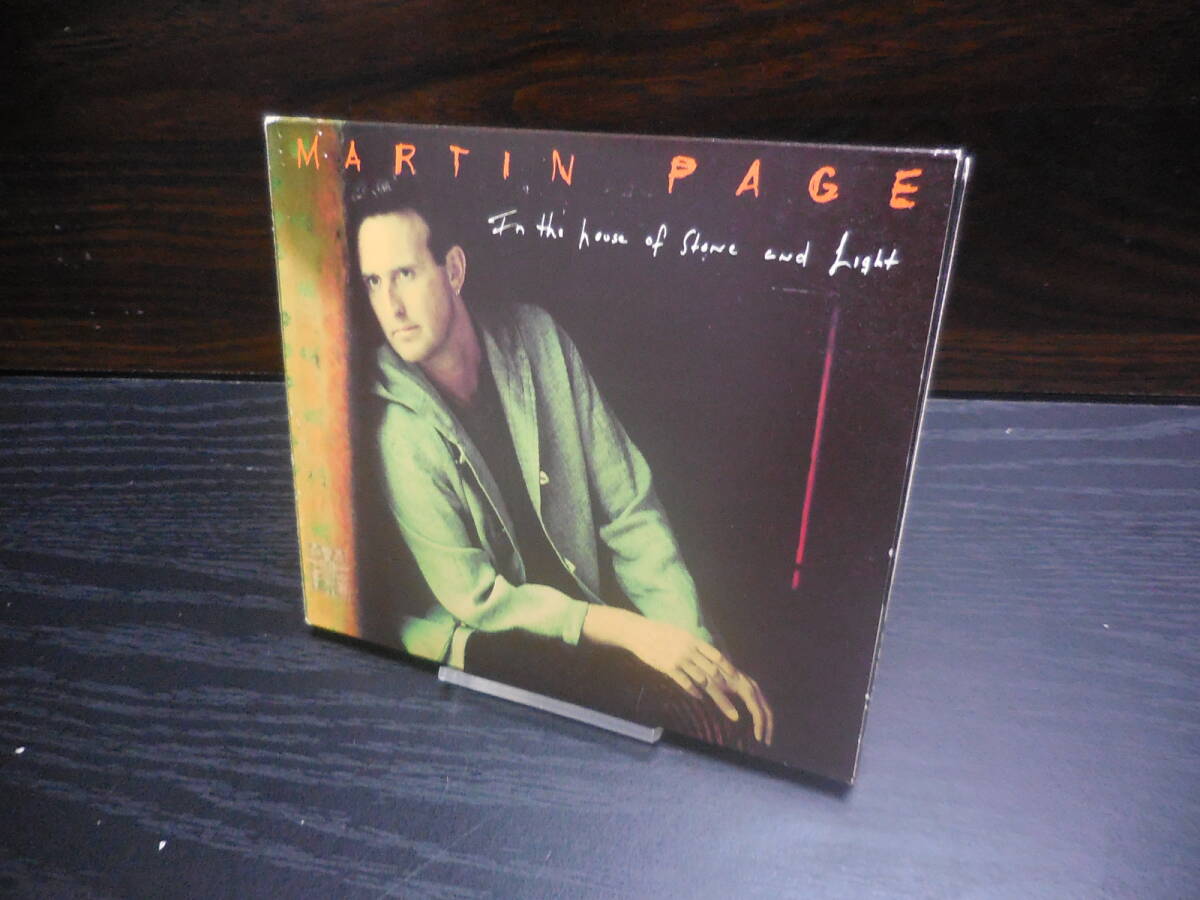 MARTIN PAGE
In the house of Stone and Light